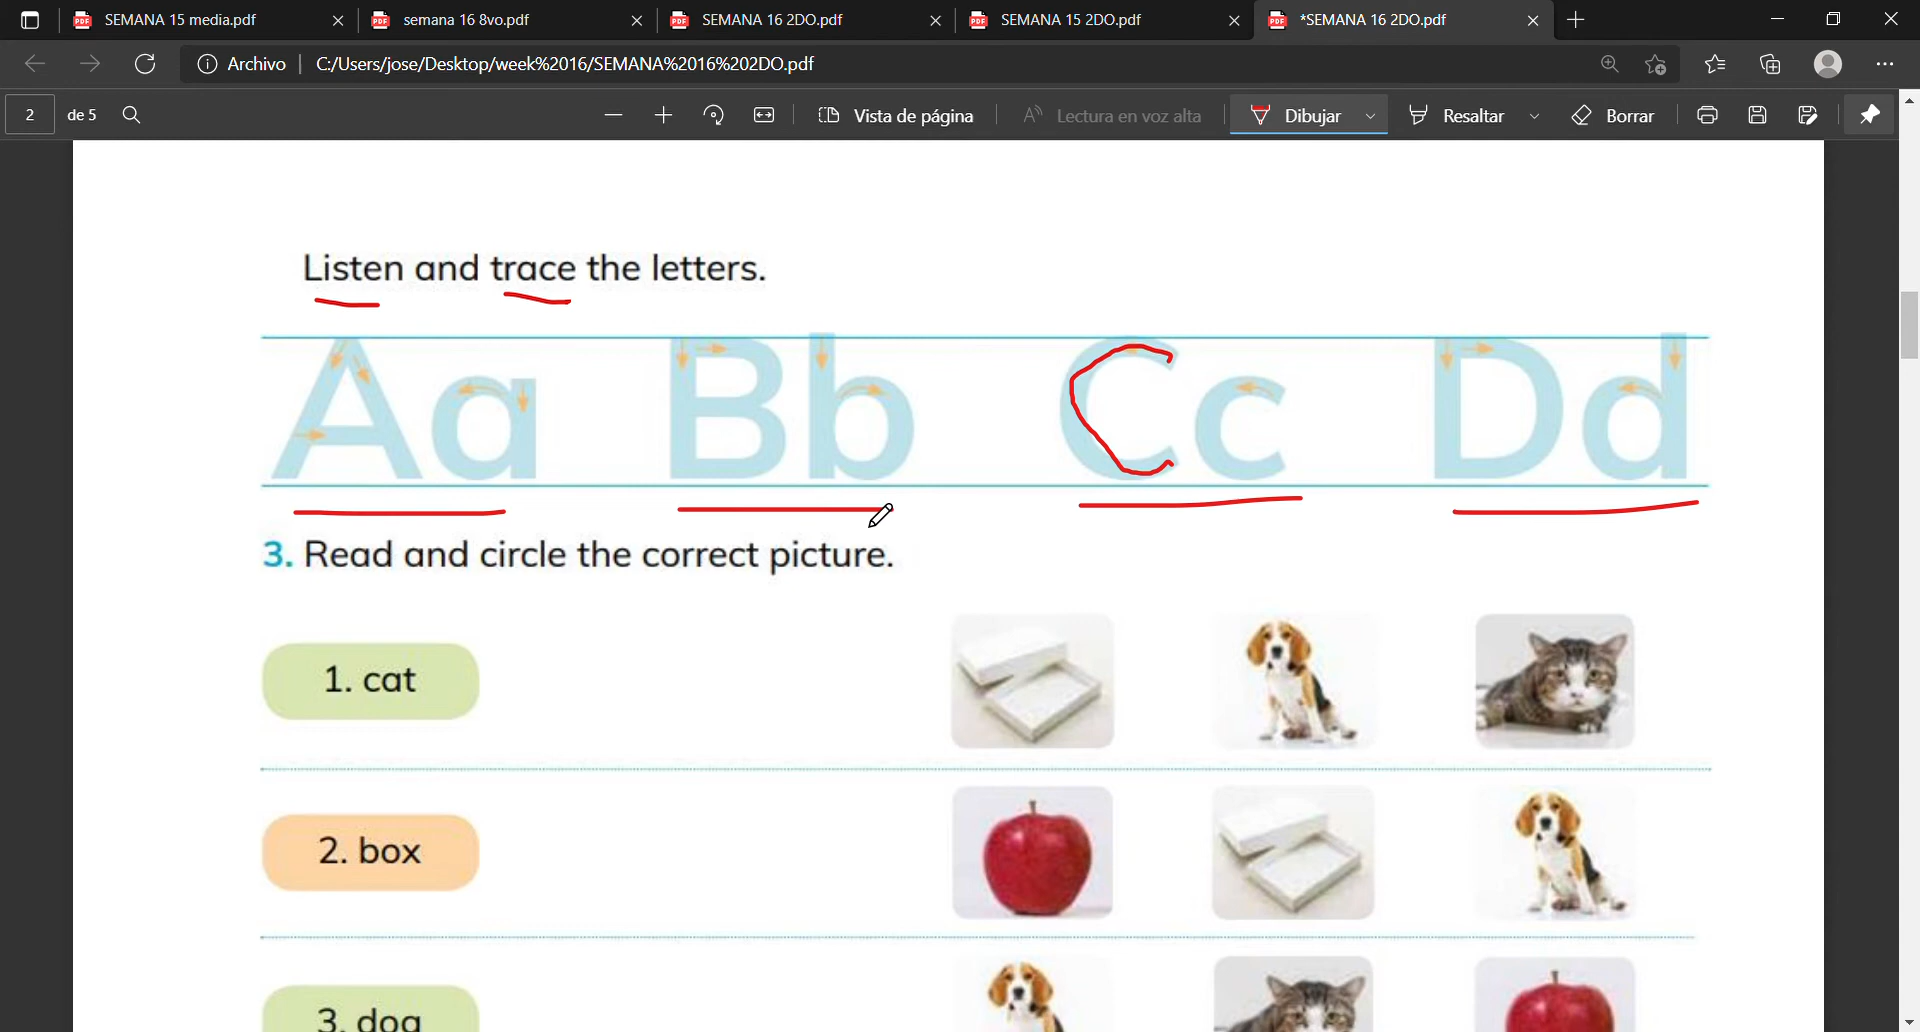 SEMANA 15 media.pdf
semana 16 8vo.pdf
SEMANA 16 2DO.pdf
SEMANA 15 2DO.pdf
*SEMANA 16 2DO.pdf
Archivo
C:/Users/jose/Desktop/week%2016/SEMANA%2016%202DO.pdf
2 de 5
Vista de página
Lectura en voz alta
Dibujar
Resaltar
Borrar
Listen and trace the letters.
Aa Bb Cc Dd
3. Read and circle the correct picture.
1. cat
2. box
3. dog